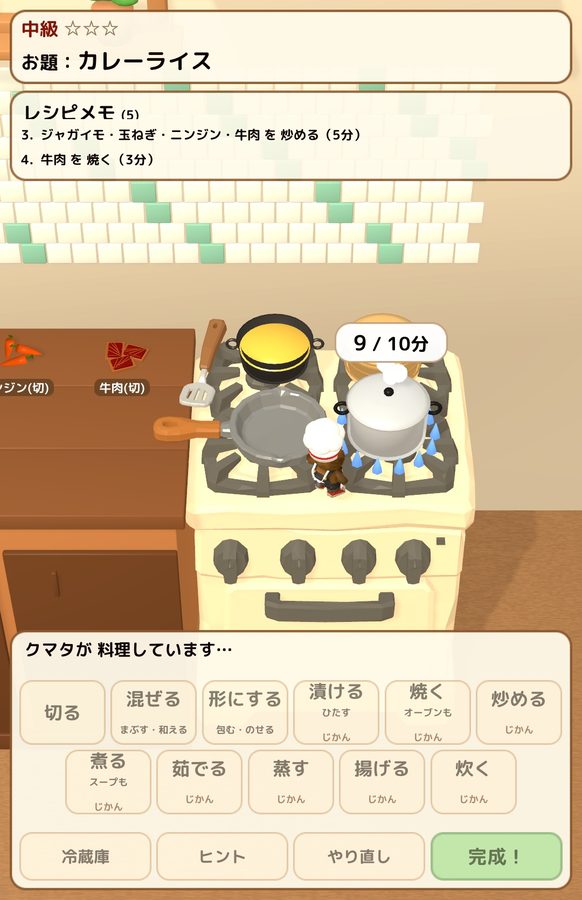 中級 ☆☆☆
お題：カレーライス
レシピメモ (5)
3. ジャガイモ・玉ねぎ・ニンジン・牛肉 を 炒める（5分）
4. 牛肉 を 焼く（3分）
9 / 10分
ンジン(切)
牛肉(切)
クマタが 料理しています…
切る
混ぜる
まぶす・和える
形にする
包む・のせる
漬ける
ひたす
じかん
焼く
オーブンも
じかん
炒める
じかん
煮る
スープも
じかん
茹でる
じかん
蒸す
じかん
揚げる
じかん
炊く
じかん
冷蔵庫
ヒント
やり直し
完成！